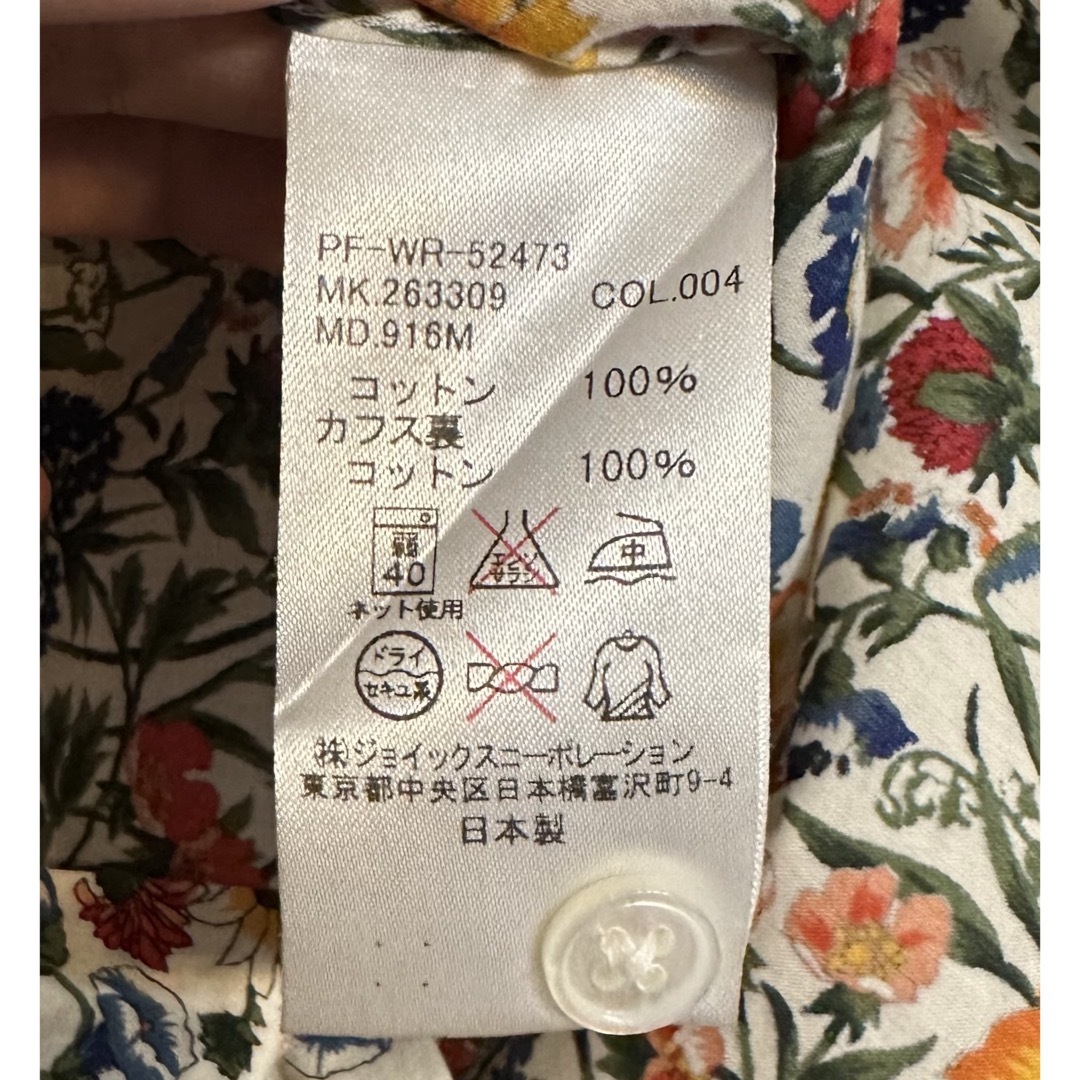 PF-WR-52473
MK.263309 COL.004
MD.916M
コットン 100%
カフス裏
コットン 100%
弱 40
エンソ サラシ
中
ネット使用
ドライ
セキユ系
㈱ジョイックスコーポレーション
東京都中央区日本橋富沢町9-4
日本製